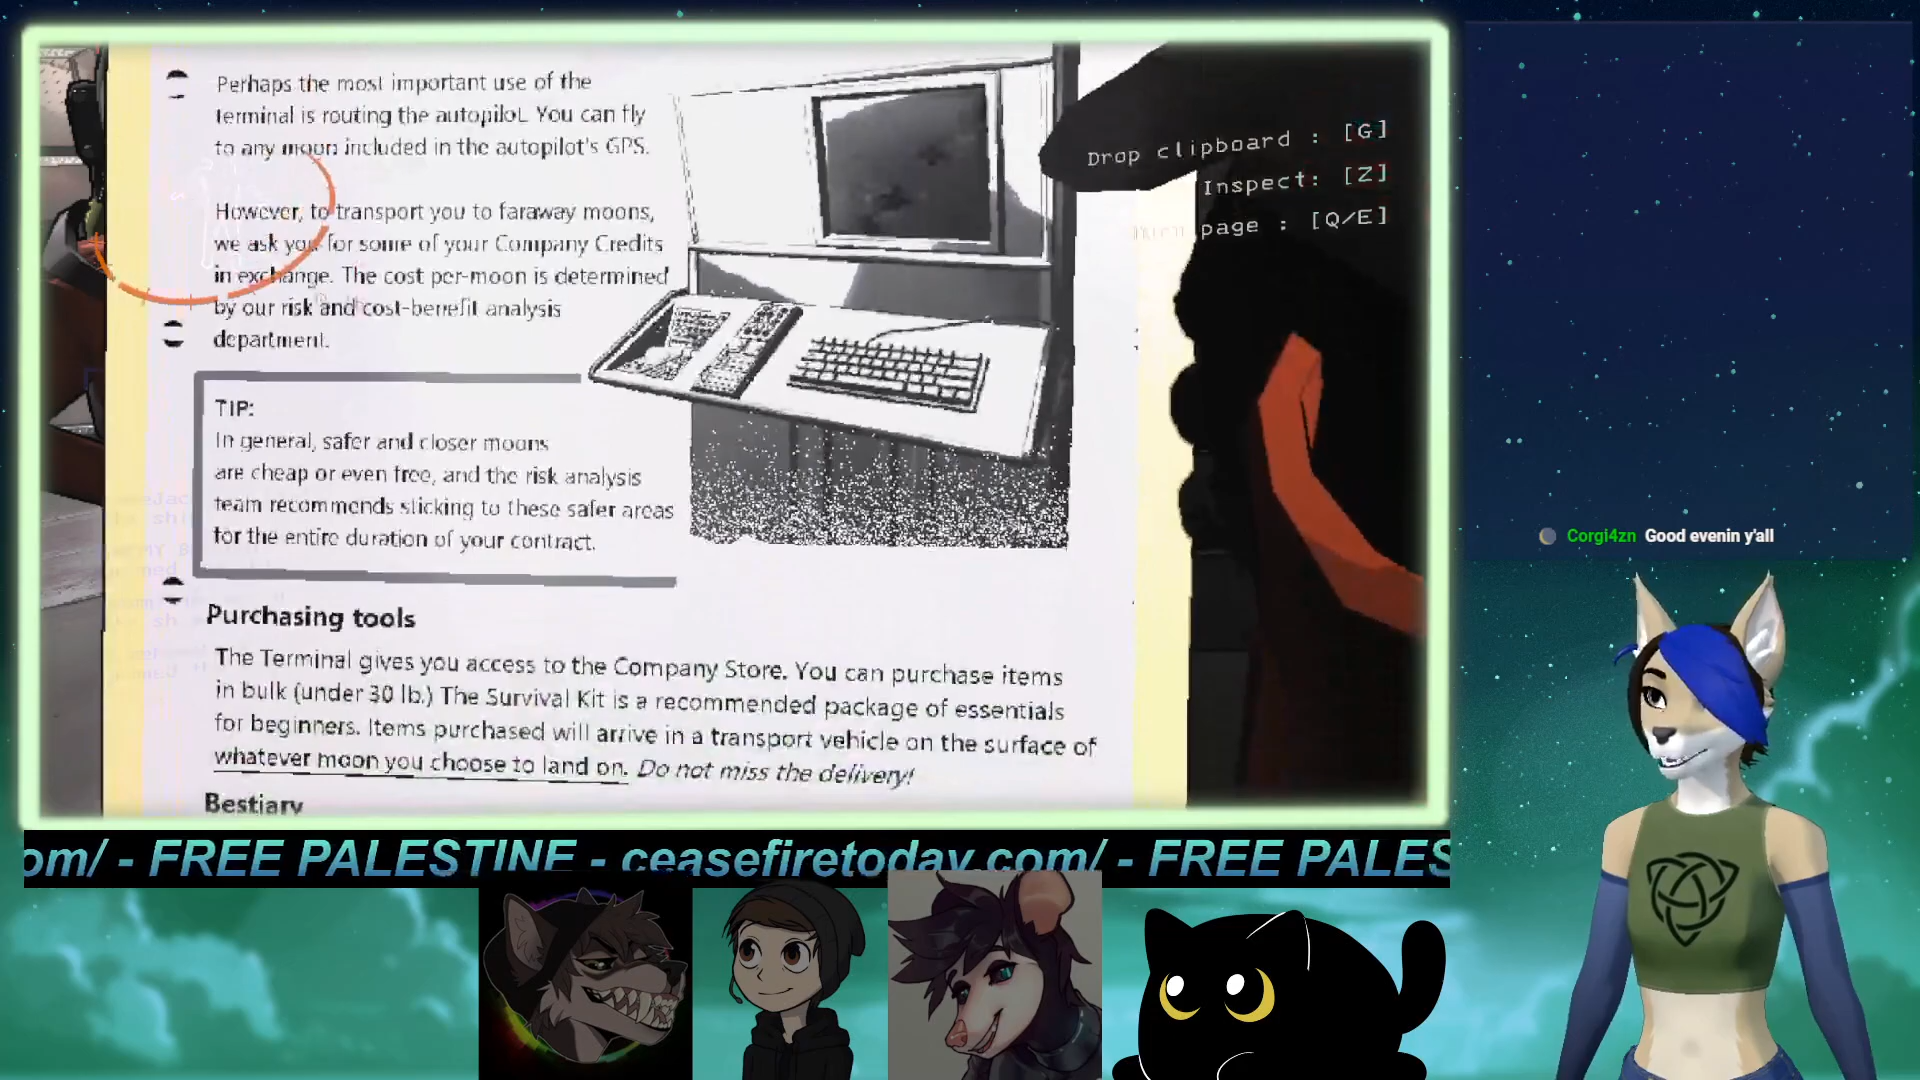 Perhaps the most important use of the
terminal is routing the autopilot. You can fly
to any moon included in the autopilot's GPS.
However, to transport you to faraway moons,
we ask you for some of your Company Credits
in exchange. The cost per-moon is determined
by our risk and cost-benefit analysis
department.
TIP:
In general, safer and closer moons
are cheap or even free, and the risk analysis
team recommends sticking to these safer areas
for the entire duration of your contract.
Purchasing tools
The Terminal gives you access to the Company Store. You can purchase items
in bulk (under 30 lb.) The Survival Kit is a recommended package of essentials
for beginners. Items purchased will arrive in a transport vehicle on the surface of
whatever moon you choose to land on. Do not miss the delivery!
Bestiary
Drop clipboard : [G]
Inspect: [Z]
page : [Q/E]
Corgi4zn Good evenin y'all
om/ - FREE PALESTINE - ceasefiretoday.com/ - FREE PALES